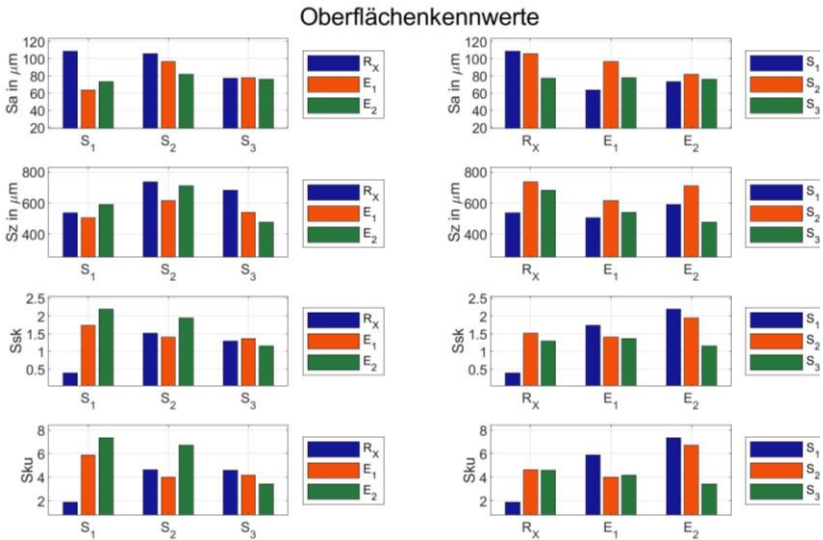 Oberflächenkennwerte
Sa in μm
120
100
80
60
40
20
S1 S2 S3
RX
E1
E2
Sa in μm
120
100
80
60
40
20
RX E1 E2
S1
S2
S3
Sz in μm
800
600
400
S1 S2 S3
RX
E1
E2
Sz in μm
800
600
400
RX E1 E2
S1
S2
S3
Ssk
2.5
2
1.5
1
0.5
S1 S2 S3
RX
E1
E2
Ssk
2.5
2
1.5
1
0.5
RX E1 E2
S1
S2
S3
Sku
8
6
4
2
S1 S2 S3
RX
E1
E2
Sku
8
6
4
2
RX E1 E2
S1
S2
S3